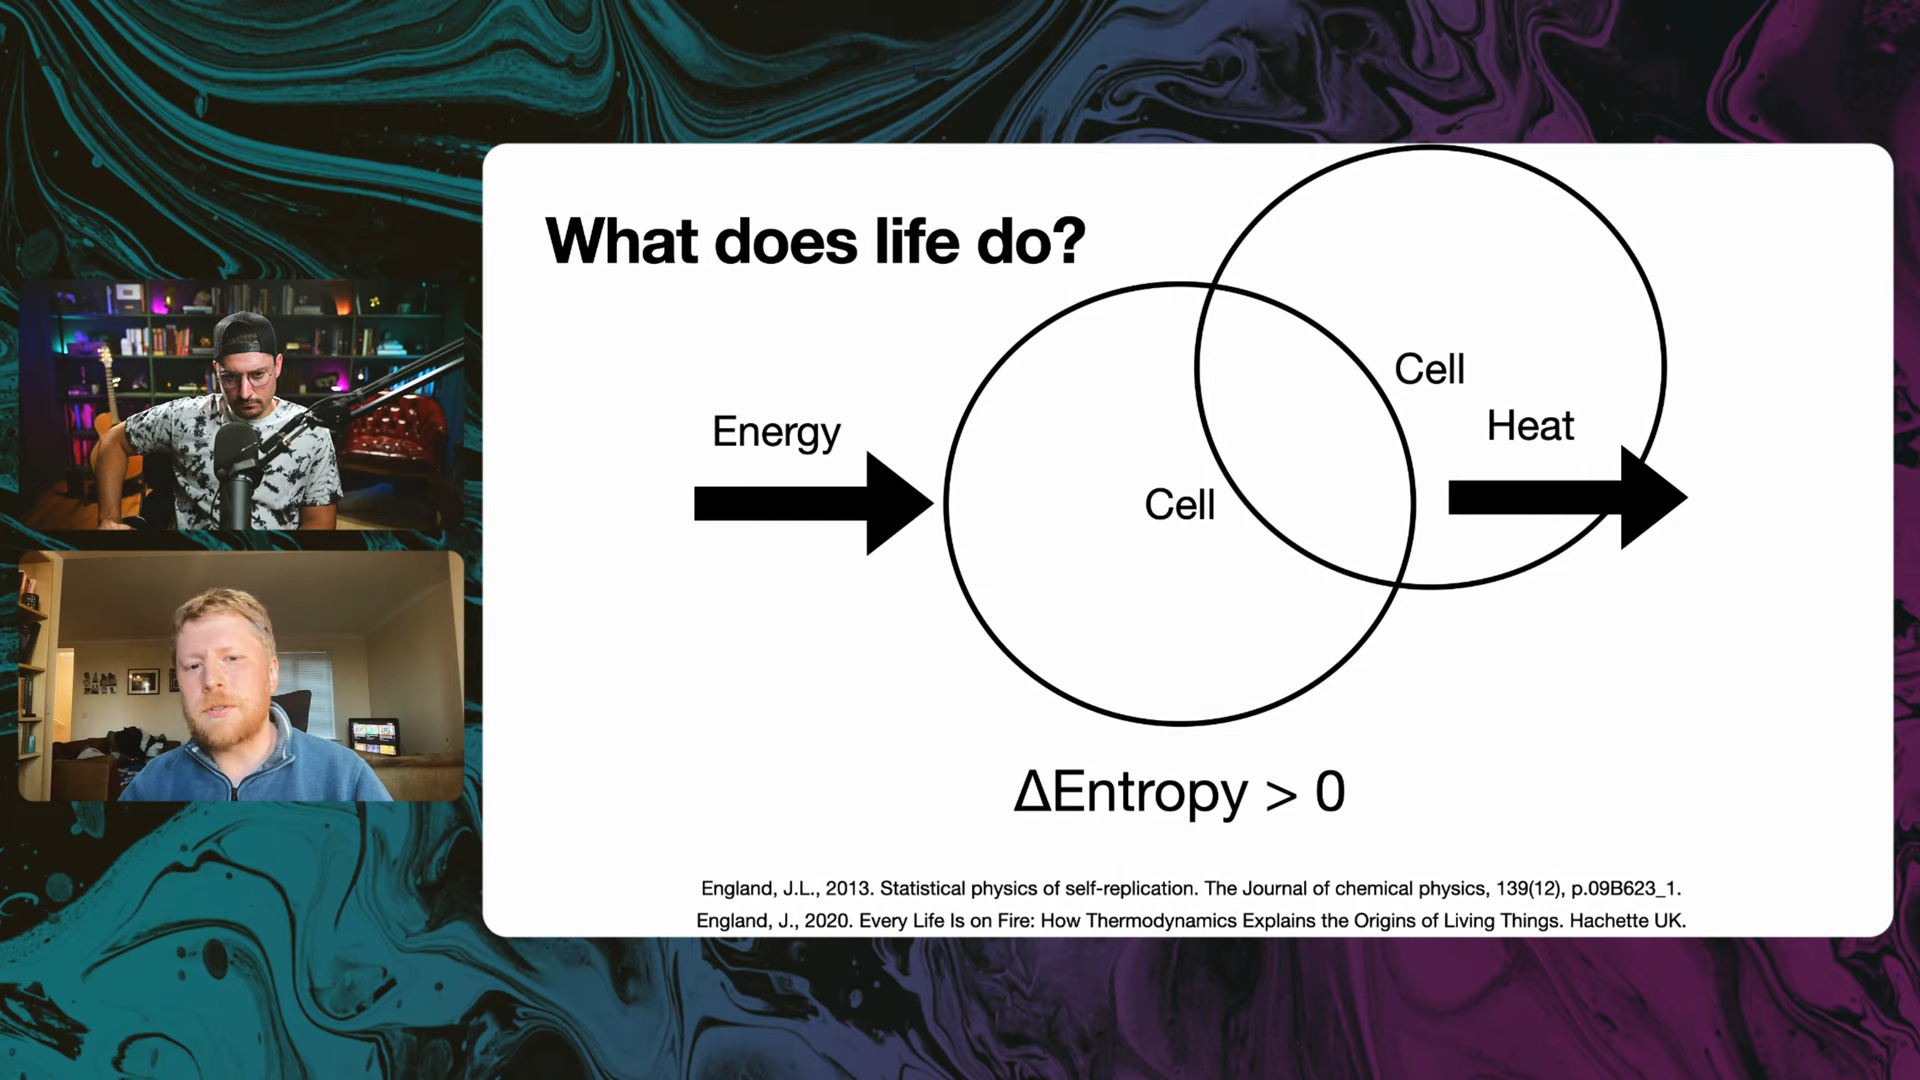 What does life do?
Cell
Heat
Energy
Cell
ΔEntropy > 0
England, J.L., 2013. Statistical physics of self-replication. The Journal of chemical physics, 139(12), p.09B623_1.
England, J., 2020. Every Life Is on Fire: How Thermodynamics Explains the Origins of Living Things. Hachette UK.